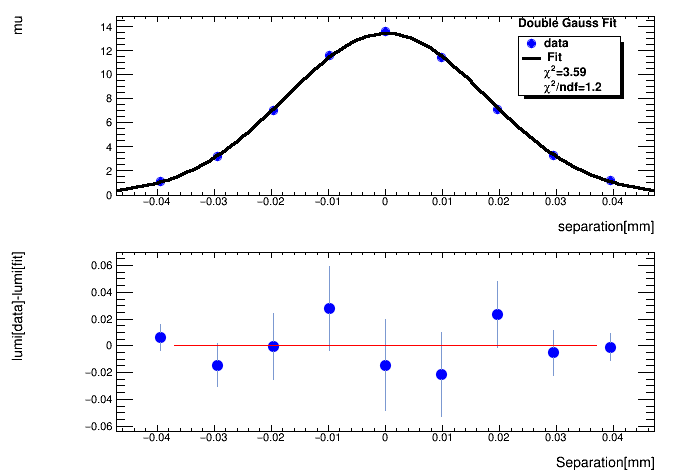 mu
Double Gauss Fit
data
Fit
χ²=3.59
χ²/ndf=1.2
14
12
10
8
6
4
2
0
−0.04 −0.03 −0.02 −0.01 0 0.01 0.02 0.03 0.04
separation[mm]
lumi[data]-lumi[fit]
0.06
0.04
0.02
0
−0.02
−0.04
−0.06
−0.04 −0.03 −0.02 −0.01 0 0.01 0.02 0.03 0.04
Separation[mm]